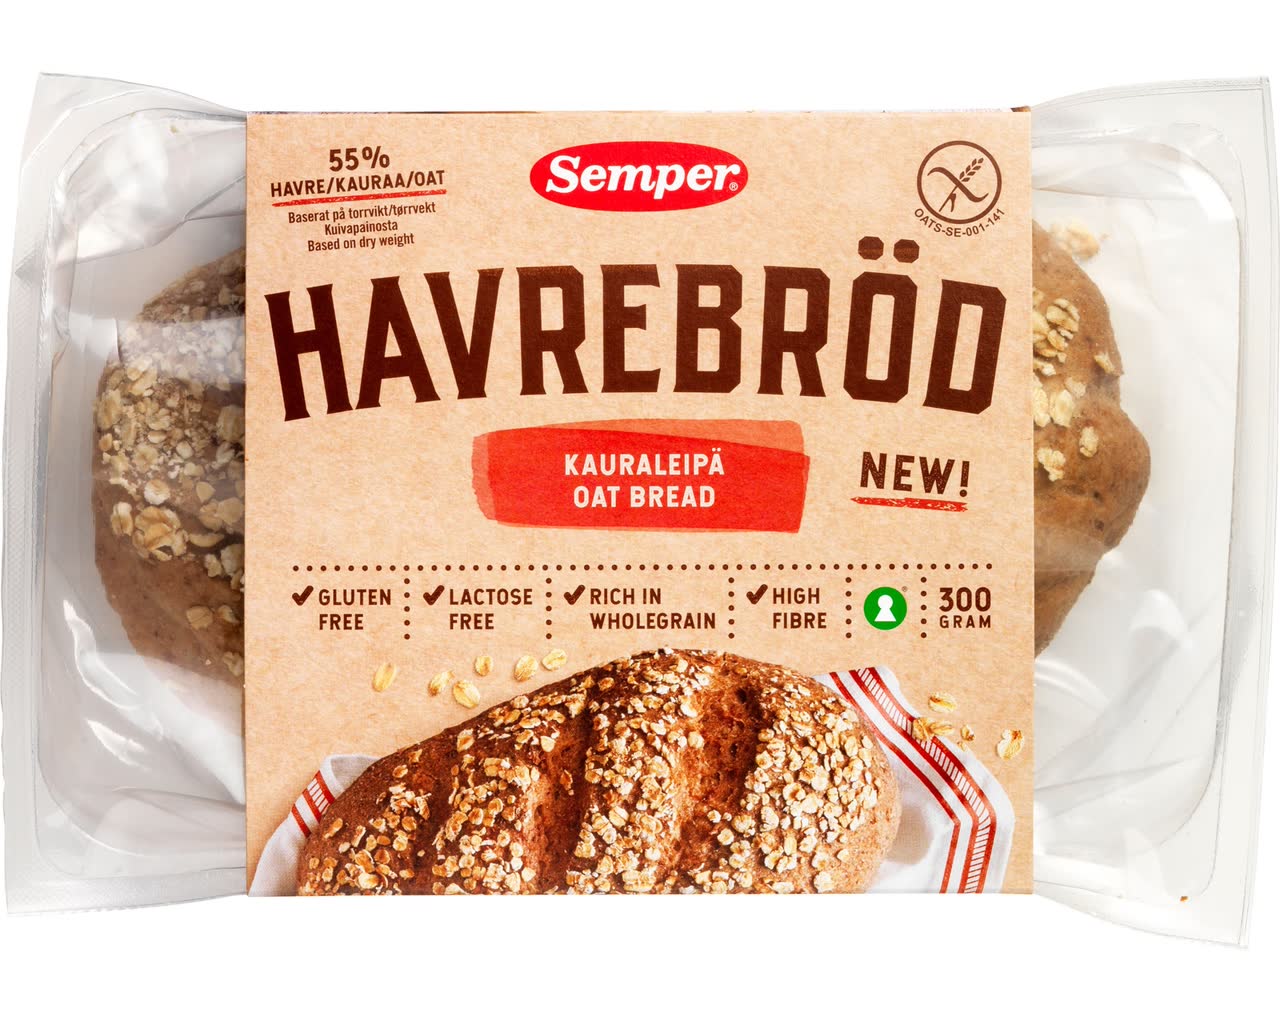 55%
HAVRE/KAURAA/OAT
Baserat på torrvikt/tørrvekt
Kuivapainosta
Based on dry weight
Semper®
OATS-SE-001-141
HAVREBRÖD
KAURALEIPÄ
OAT BREAD
NEW!
GLUTEN
FREE
LACTOSE
FREE
RICH IN
WHOLEGRAIN
HIGH
FIBRE
®
300
GRAM